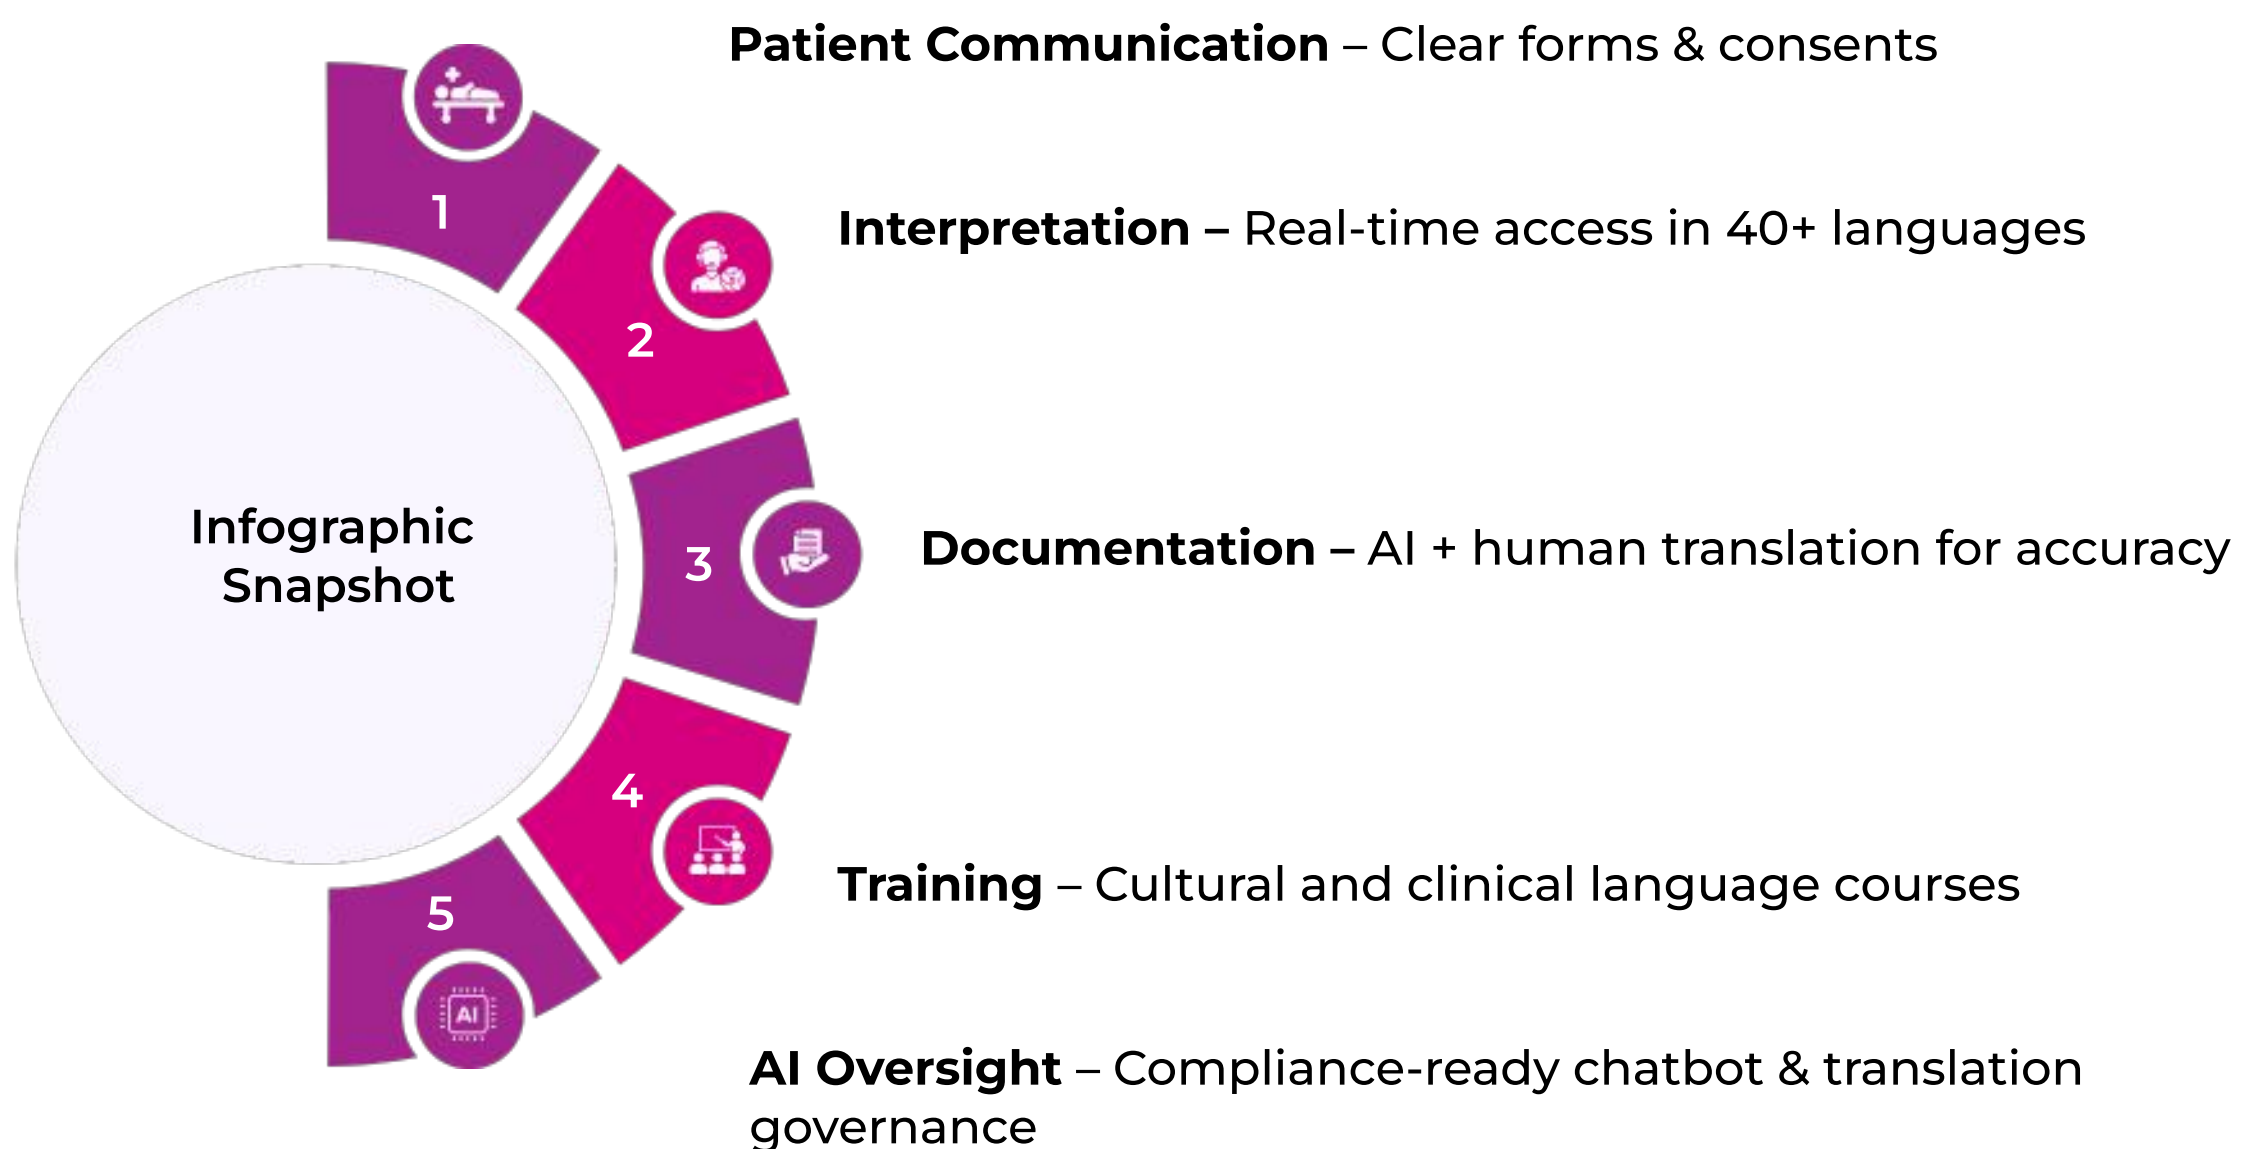 Patient Communication – Clear forms & consents
1
Interpretation – Real-time access in 40+ languages
2
Infographic
Snapshot
3
Documentation – AI + human translation for accuracy
4
Training – Cultural and clinical language courses
5
AI
AI Oversight – Compliance-ready chatbot & translation
governance